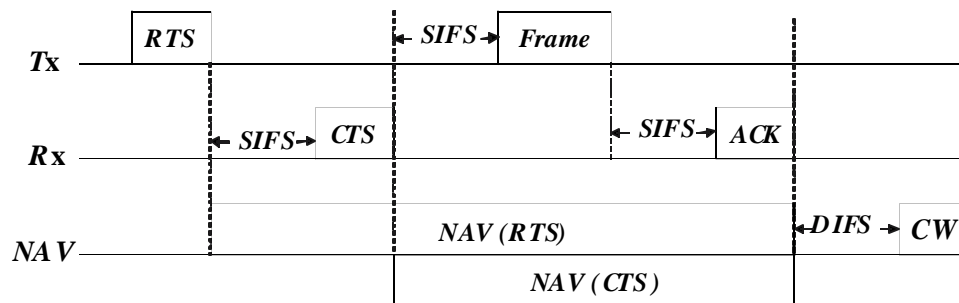 RTS
SIFS
Frame
Tx
SIFS
CTS
SIFS
ACK
Rx
NAV (RTS)
DIFS
CW
NAV
NAV (CTS)